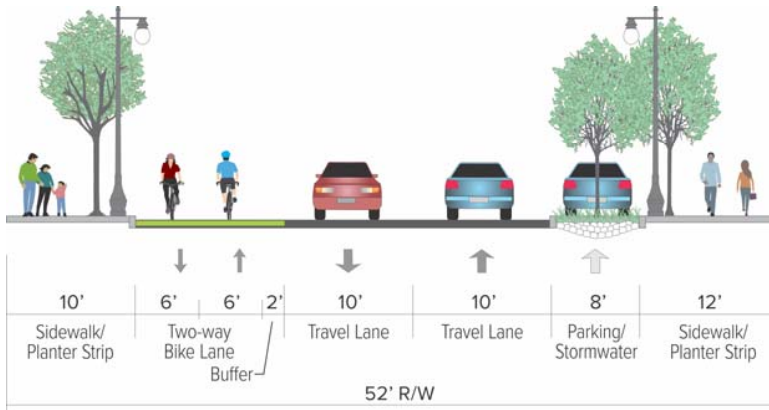 10’ 6’ 6’ 2’ 10’ 10’ 8’ 12’
Sidewalk/
Planter Strip
Two-way
Bike Lane
Buffer
Travel Lane
Travel Lane
Parking/
Stormwater
Sidewalk/
Planter Strip
52’ R/W